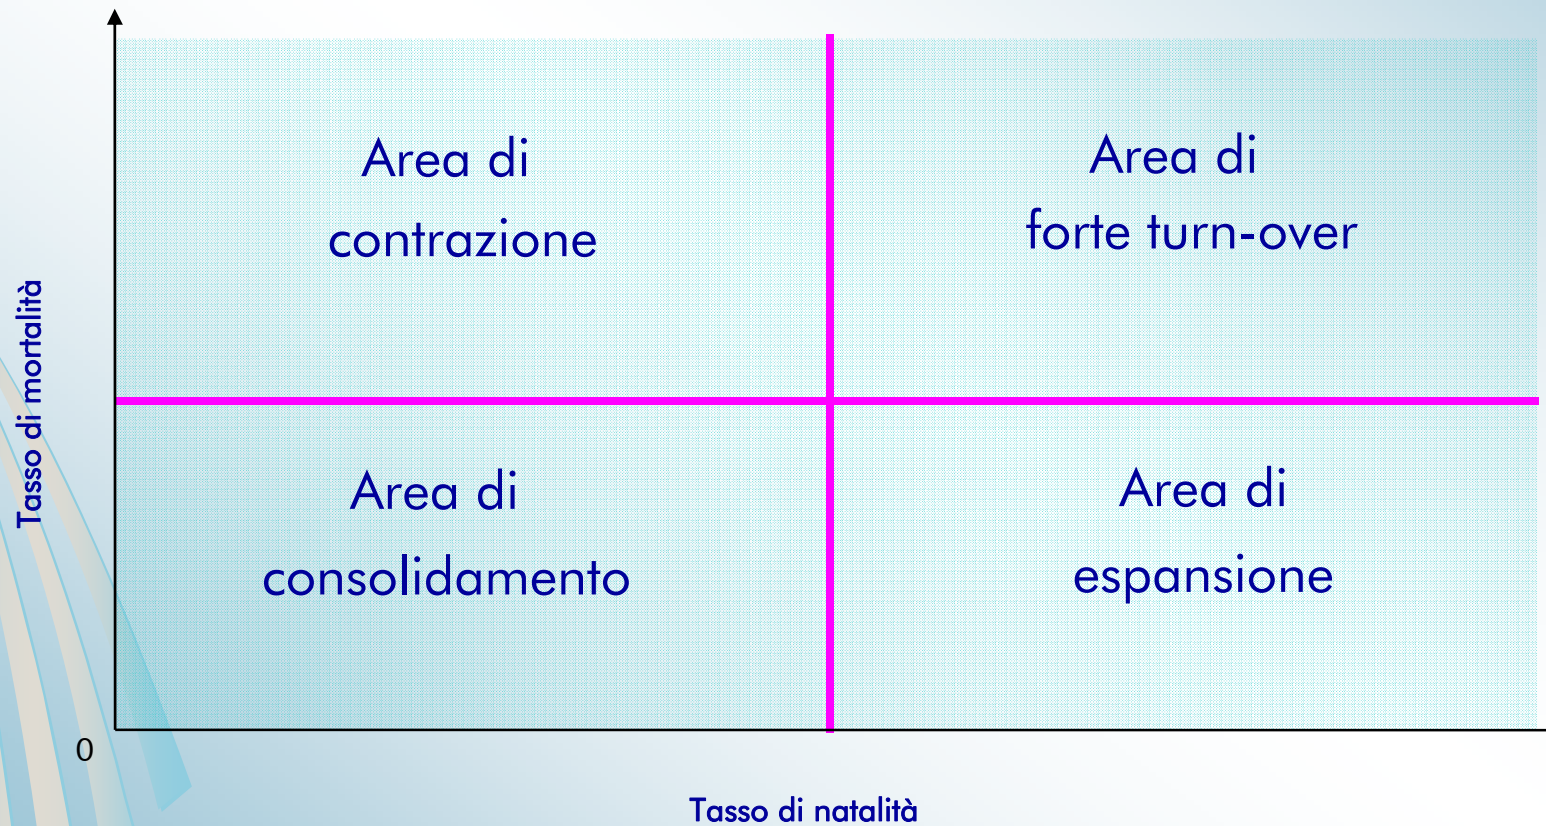 Area di
contrazione
Area di
forte turn-over
Tasso di mortalità
Area di
consolidamento
Area di
espansione
0
Tasso di natalità